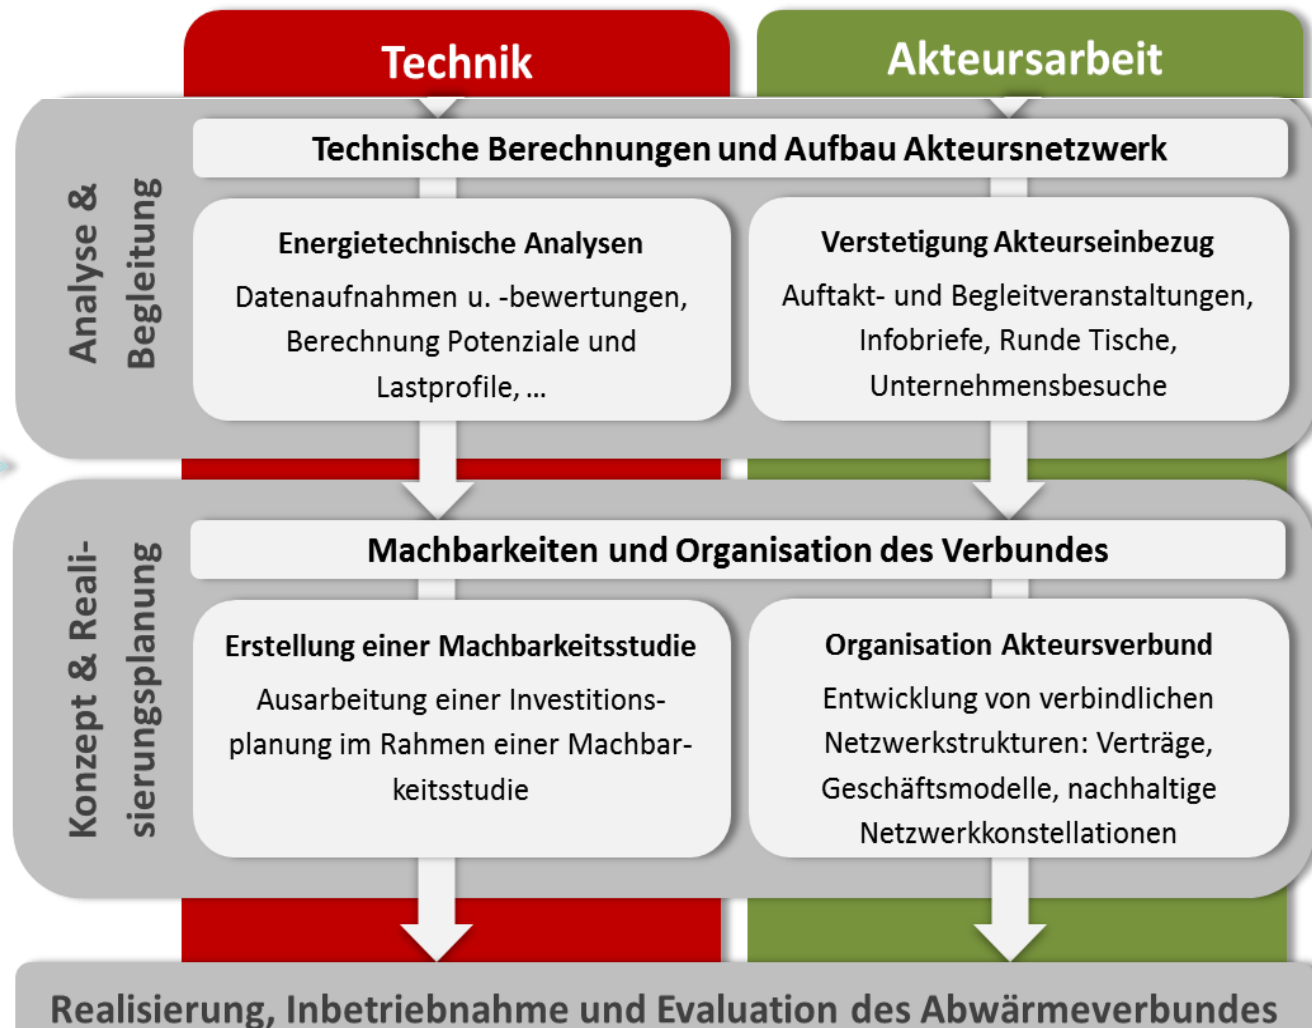 Technik
Akteursarbeit
Analyse &
Begleitung
Technische Berechnungen und Aufbau Akteursnetzwerk
Energietechnische Analysen
Datenaufnahmen u. -bewertungen,
Berechnung Potenziale und
Lastprofile, ...
Verstetigung Akteurseinbezug
Auftakt- und Begleitveranstaltungen,
Infobriefe, Runde Tische,
Unternehmensbesuche
Konzept & Reali-
sierungsplanung
Machbarkeiten und Organisation des Verbundes
Erstellung einer Machbarkeitsstudie
Ausarbeitung einer Investitions-
planung im Rahmen einer Machbar-
keitsstudie
Organisation Akteursverbund
Entwicklung von verbindlichen
Netzwerkstrukturen: Verträge,
Geschäftsmodelle, nachhaltige
Netzwerkkonstellationen
Realisierung, Inbetriebnahme und Evaluation des Abwärmeverbundes